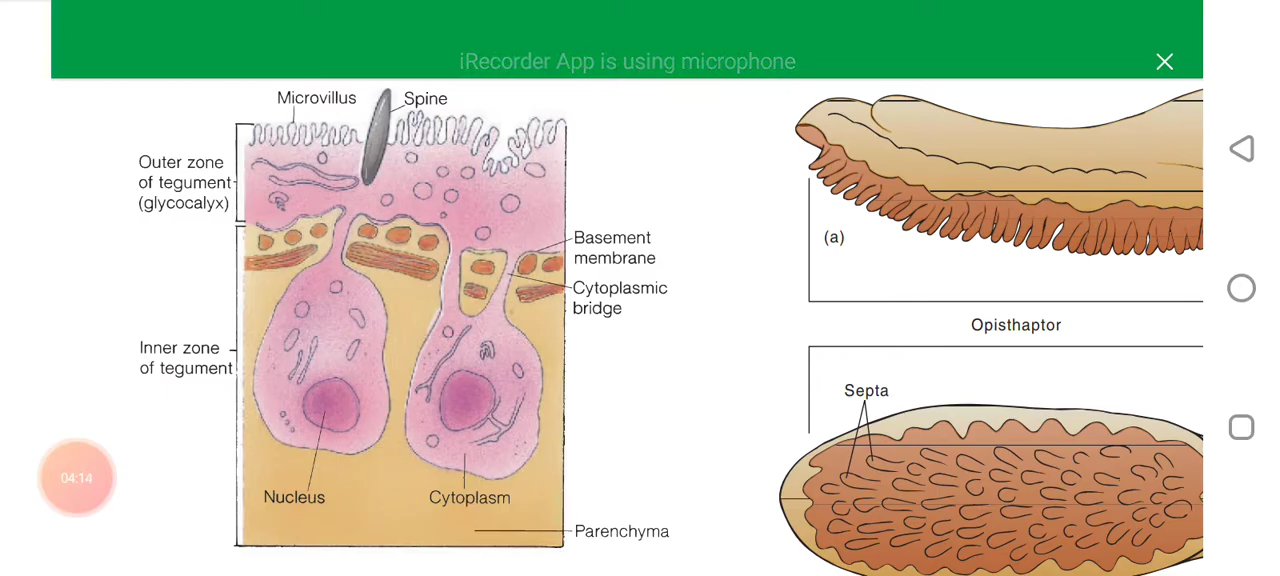 iRecorder App is using microphone
Microvillus
Spine
Outer zone
of tegument
(glycocalyx)
Basement
membrane
Cytoplasmic
bridge
Inner zone
of tegument
Nucleus
Cytoplasm
Parenchyma
(a)
Opisthaptor
Septa
04:14